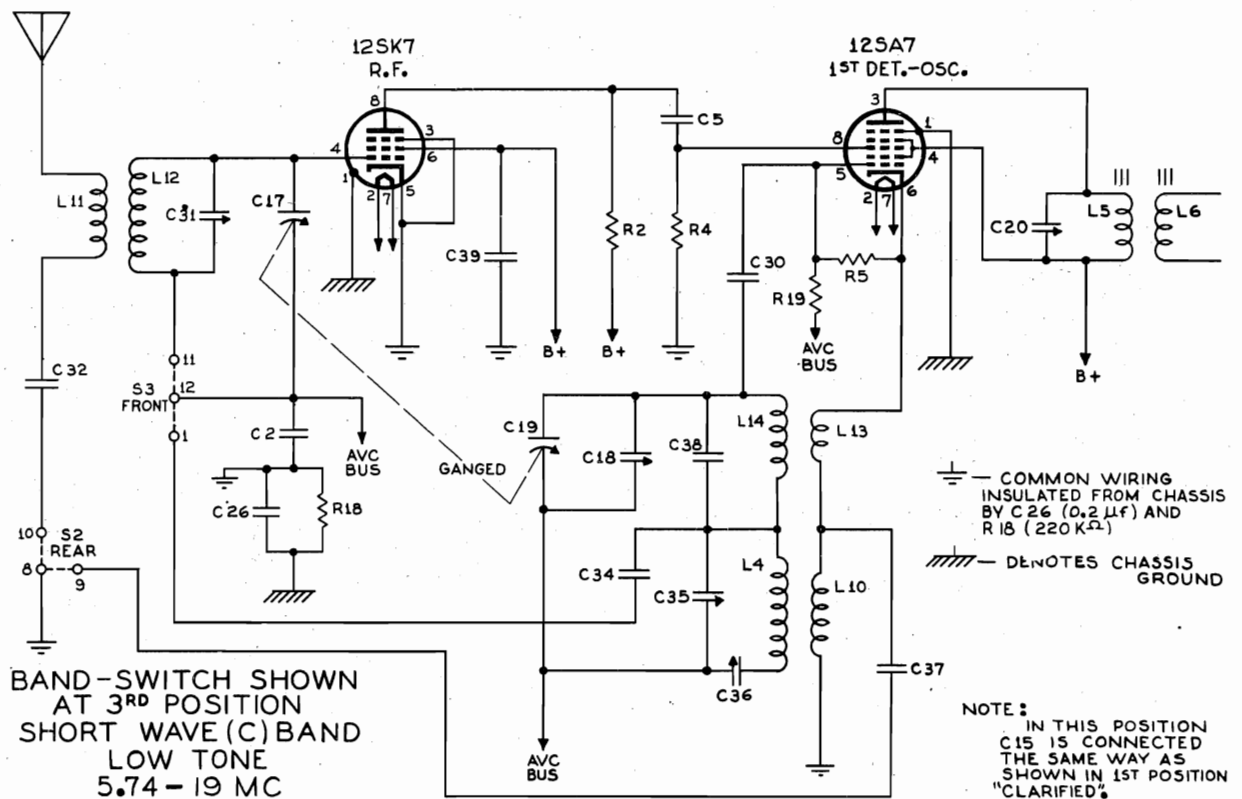 12SK7
R.F.
12SA7
1ST DET.-OSC.
8
3
4
6
1
2
7
5
3
1
8
4
5
2
7
6
C5
L11
L12
C31
C17
C39
R2
R4
C30
R19
R5
C20
L5
L6
B+
B+
AVC
BUS
B+
C32
11
S3
FRONT
12
1
C2
AVC
BUS
C26
R18
GANGED
C19
C18
C38
L14
L13
C34
C35
L4
L10
C36
C37
AVC
BUS
10
S2
REAR
8
9
— COMMON WIRING
INSULATED FROM CHASSIS
BY C26 (0.2 µf) AND
R18 (220 KΩ)
— DENOTES CHASSIS
GROUND
BAND-SWITCH SHOWN
AT 3RD POSITION
SHORT WAVE (C) BAND
LOW TONE
5.74 – 19 MC
NOTE:
IN THIS POSITION
C15 IS CONNECTED
THE SAME WAY AS
SHOWN IN 1ST POSITION
"CLARIFIED".